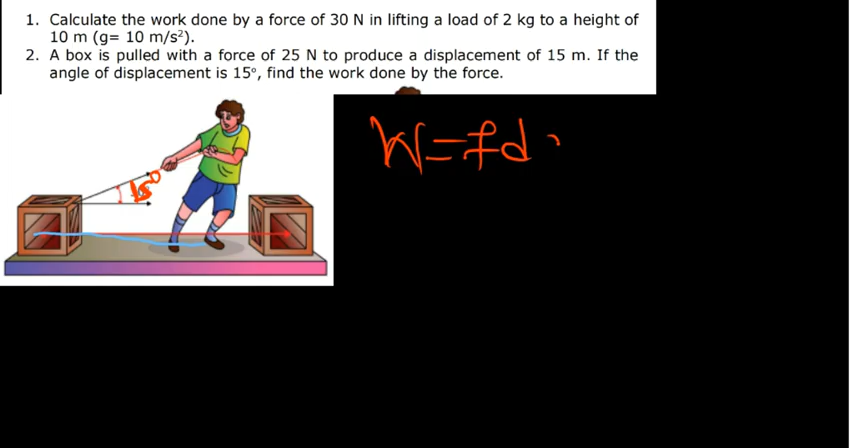 1. Calculate the work done by a force of 30 N in lifting a load of 2 kg to a height of
10 m (g= 10 m/s²).
2. A box is pulled with a force of 25 N to produce a displacement of 15 m. If the
angle of displacement is 15°, find the work done by the force.
W=fd
15°